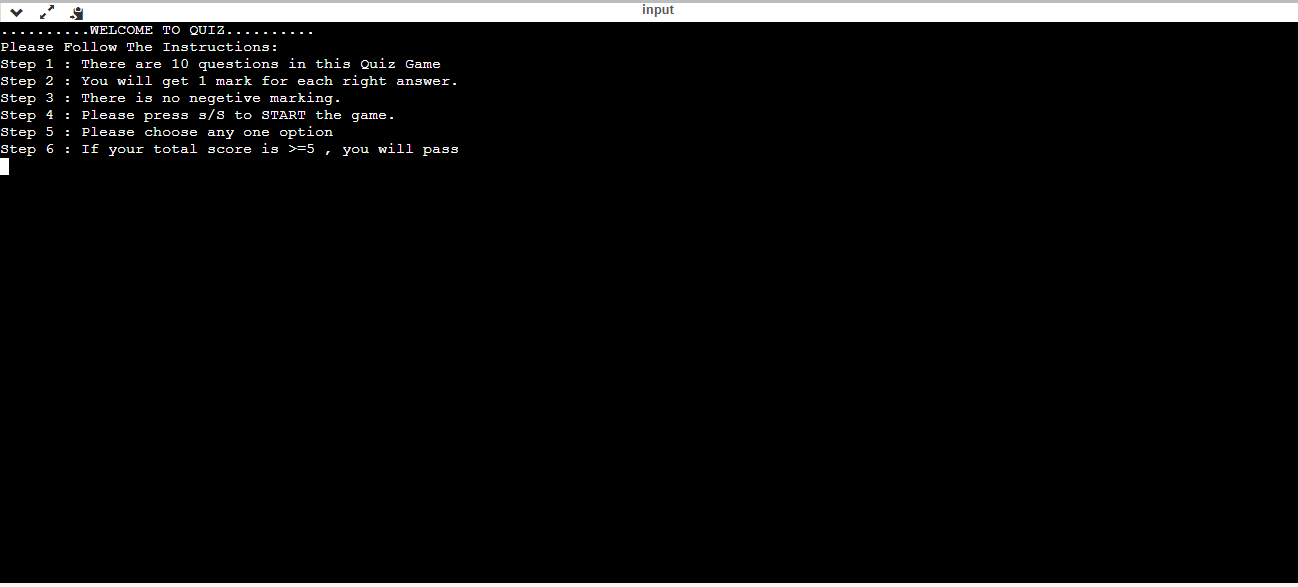 input
..........WELCOME TO QUIZ..........
Please Follow The Instructions:
Step 1 : There are 10 questions in this Quiz Game
Step 2 : You will get 1 mark for each right answer.
Step 3 : There is no negetive marking.
Step 4 : Please press s/S to START the game.
Step 5 : Please choose any one option
Step 6 : If your total score is >=5 , you will pass